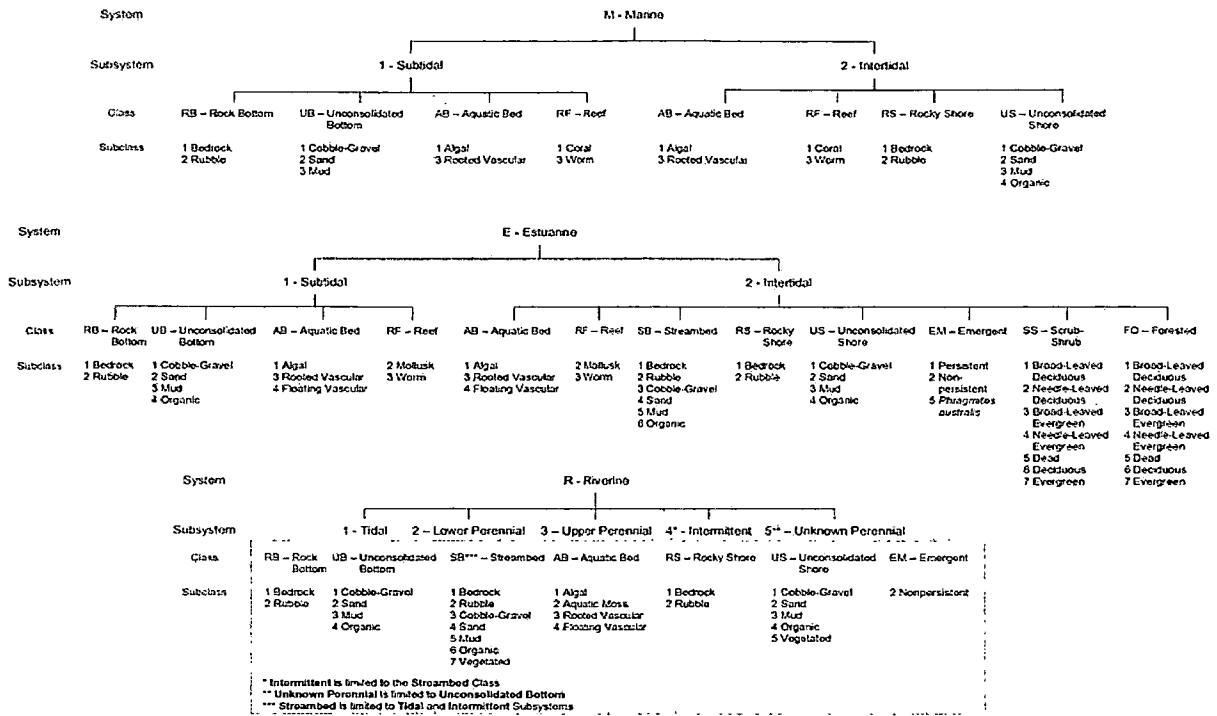 System M - Marine
Subsystem 1 - Subtidal 2 - Intertidal
Class RB – Rock Bottom UB – Unconsolidated Bottom AB – Aquatic Bed RF – Reef AB – Aquatic Bed RF – Reef RS – Rocky Shore US – Unconsolidated Shore
Subclass 1 Bedrock 1 Cobble-Gravel 1 Algal 1 Coral 1 Algal 1 Coral 1 Bedrock 1 Cobble-Gravel
2 Rubble 2 Sand 3 Rooted Vascular 3 Worm 3 Rooted Vascular 3 Worm 2 Rubble 2 Sand
3 Mud 3 Mud
4 Organic
System E - Estuarine
Subsystem 1 - Subtidal 2 - Intertidal
Class RB – Rock Bottom UB – Unconsolidated Bottom AB – Aquatic Bed RF – Reef AB – Aquatic Bed RF – Reef SB – Streambed RS – Rocky Shore US – Unconsolidated Shore EM – Emergent SS – Scrub-Shrub FO – Forested
Subclass 1 Bedrock 1 Cobble-Gravel 1 Algal 2 Mollusk 1 Algal 2 Mollusk 1 Bedrock 1 Bedrock 1 Cobble-Gravel 1 Persistent 1 Broad-Leaved Deciduous 1 Broad-Leaved Deciduous
2 Rubble 2 Sand 3 Rooted Vascular 3 Worm 3 Rooted Vascular 3 Worm 2 Rubble 2 Rubble 2 Sand 2 Non-persistent 2 Needle-Leaved Deciduous 2 Needle-Leaved Deciduous
3 Mud 4 Floating Vascular 4 Floating Vascular 3 Cobble-Gravel 3 Mud 5 Phragmites australis 3 Broad-Leaved Evergreen 3 Broad-Leaved Evergreen
4 Organic 4 Sand 4 Organic 4 Needle-Leaved Evergreen 4 Needle-Leaved Evergreen
5 Mud 5 Dead 5 Dead
6 Organic 6 Deciduous 6 Deciduous
7 Evergreen 7 Evergreen
System R - Riverine
Subsystem 1 - Tidal 2 – Lower Perennial 3 – Upper Perennial 4* - Intermittent 5** – Unknown Perennial
Class RB – Rock Bottom UB – Unconsolidated Bottom SB*** – Streambed AB – Aquatic Bed RS – Rocky Shore US – Unconsolidated Shore EM – Emergent
Subclass 1 Bedrock 1 Cobble-Gravel 1 Bedrock 1 Algal 1 Bedrock 1 Cobble-Gravel 2 Nonpersistent
2 Rubble 2 Sand 2 Rubble 2 Aquatic Moss 2 Rubble 2 Sand
3 Mud 3 Cobble-Gravel 3 Rooted Vascular 3 Mud
4 Organic 4 Sand 4 Floating Vascular 4 Organic
5 Mud 5 Vegetated
6 Organic
7 Vegetated
* Intermittent is limited to the Streambed Class
** Unknown Perennial is limited to Unconsolidated Bottom
*** Streambed is limited to Tidal and Intermittent Subsystems